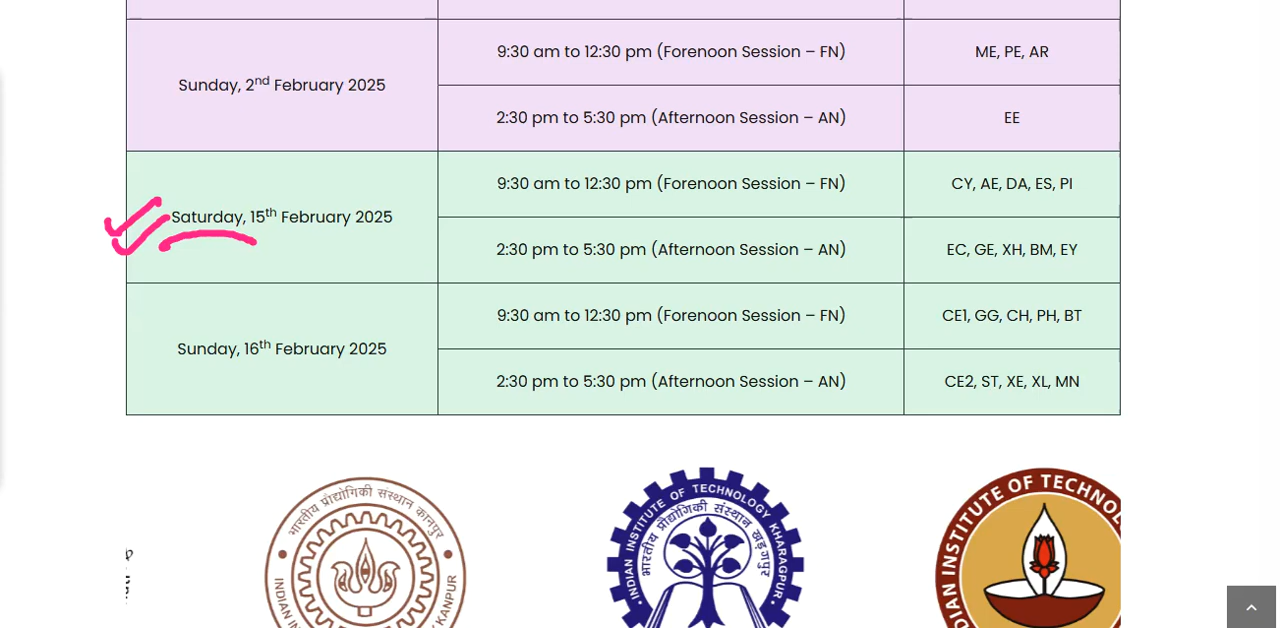 9:30 am to 12:30 pm (Forenoon Session – FN) ME, PE, AR
Sunday, 2nd February 2025
2:30 pm to 5:30 pm (Afternoon Session – AN) EE
9:30 am to 12:30 pm (Forenoon Session – FN) CY, AE, DA, ES, PI
Saturday, 15th February 2025
2:30 pm to 5:30 pm (Afternoon Session – AN) EC, GE, XH, BM, EY
9:30 am to 12:30 pm (Forenoon Session – FN) CE1, GG, CH, PH, BT
Sunday, 16th February 2025
2:30 pm to 5:30 pm (Afternoon Session – AN) CE2, ST, XE, XL, MN
भारतीय प्रौद्योगिकी संस्थान कानपुर
INDIAN IN
KANPUR
INDIAN INSTITUTE OF TECHNOLOGY KHARAGPUR
भारतीय प्रौद्योगिकी संस्थान खड़गपुर
DIAN INSTITUTE OF TECHNOLO